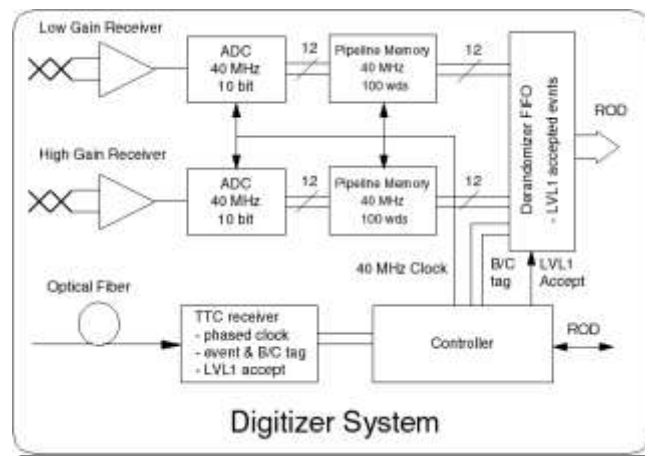 Low Gain Receiver
ADC
40 MHz
10 bit
12
Pipeline Memory
40 MHz
100 wds
12
Derandomizer FIFO
- LVL1 accepted evnts
ROD
High Gain Receiver
ADC
40 MHz
10 bit
12
Pipeline Memory
40 MHz
100 wds
12
40 MHz Clock
B/C
tag
LVL1
Accept
Optical Fiber
TTC receiver
- phased clock
- event & B/C tag
- LVL1 accept
Controller
ROD
Digitizer System